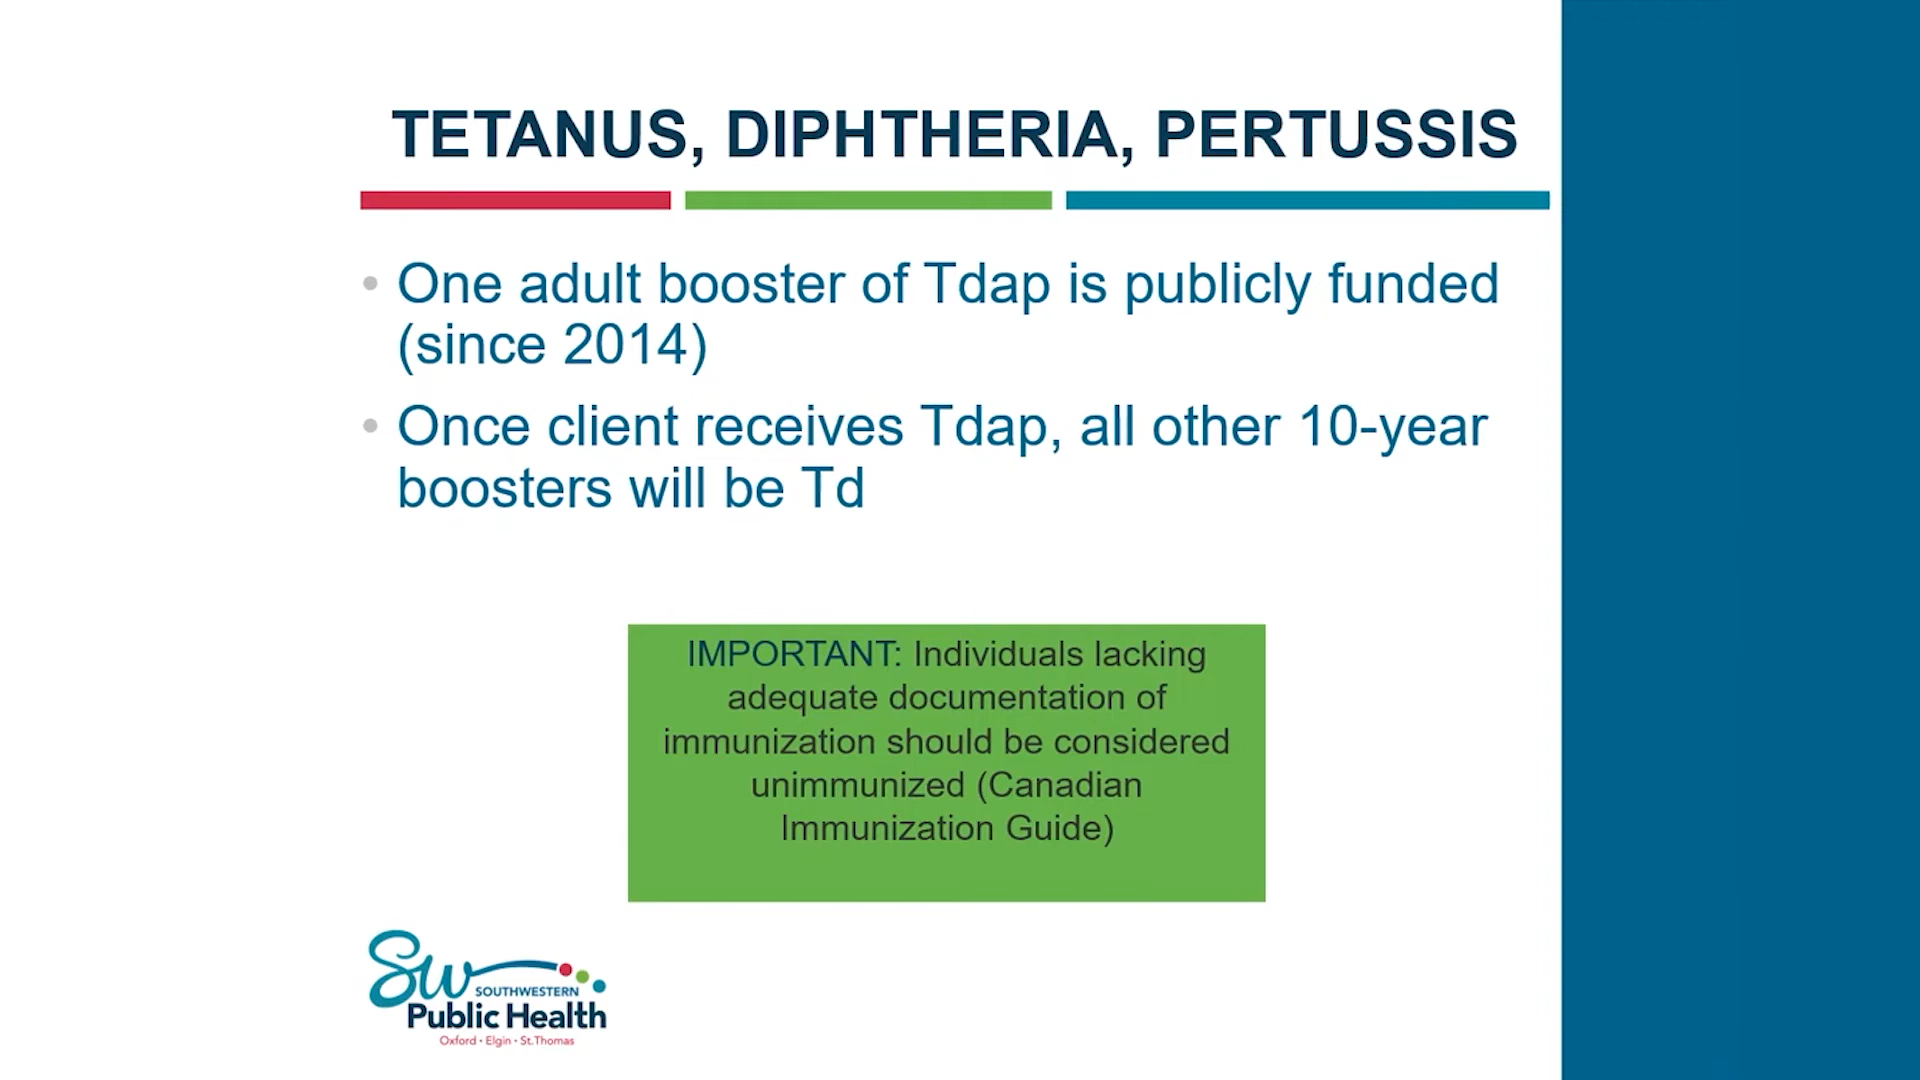 TETANUS, DIPHTHERIA, PERTUSSIS
• One adult booster of Tdap is publicly funded
(since 2014)
• Once client receives Tdap, all other 10-year
boosters will be Td
IMPORTANT: Individuals lacking
adequate documentation of
immunization should be considered
unimmunized (Canadian
Immunization Guide)
Sw
SOUTHWESTERN
Public Health
Oxford • Elgin • St.Thomas